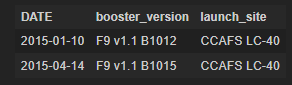 DATE booster_version launch_site
2015-01-10 F9 v1.1 B1012 CCAFS LC-40
2015-04-14 F9 v1.1 B1015 CCAFS LC-40